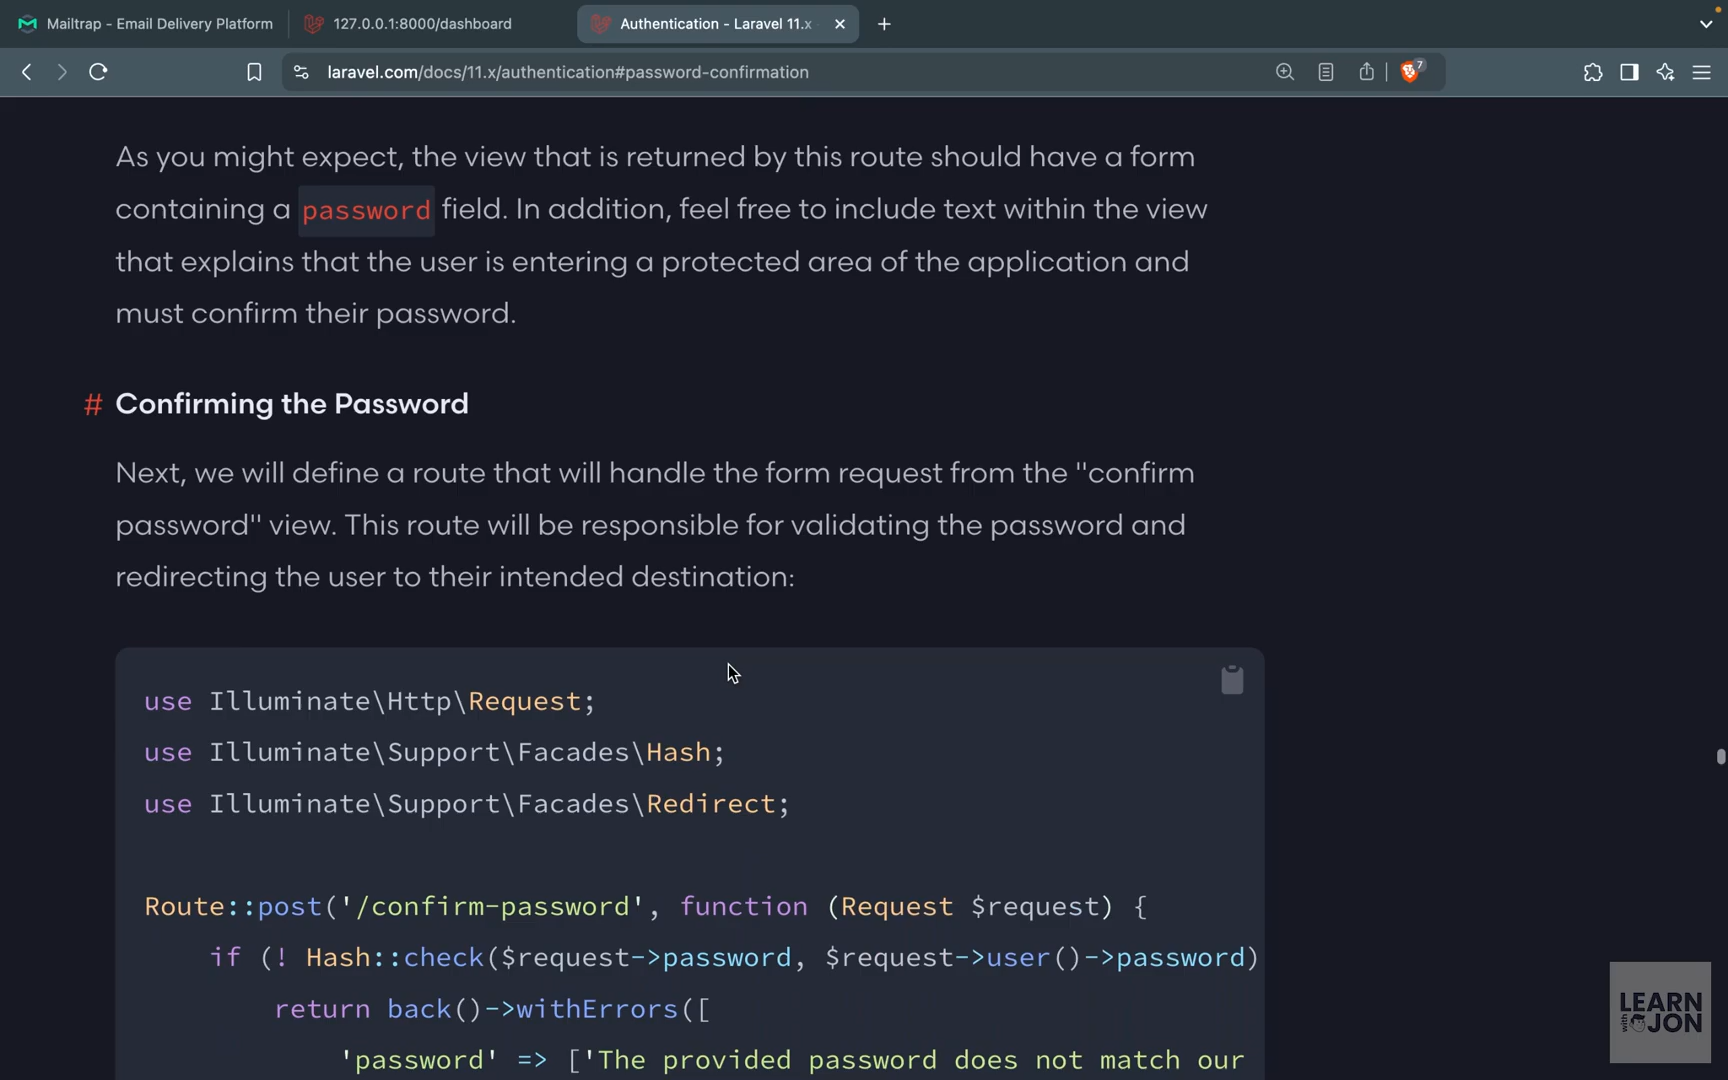 Mailtrap - Email Delivery Platform
127.0.0.1:8000/dashboard
Authentication - Laravel 11.x
laravel.com/docs/11.x/authentication#password-confirmation
7
As you might expect, the view that is returned by this route should have a form
containing a password field. In addition, feel free to include text within the view
that explains that the user is entering a protected area of the application and
must confirm their password.
# Confirming the Password
Next, we will define a route that will handle the form request from the "confirm
password" view. This route will be responsible for validating the password and
redirecting the user to their intended destination:
use Illuminate\Http\Request;
use Illuminate\Support\Facades\Hash;
use Illuminate\Support\Facades\Redirect;
Route::post('/confirm-password', function (Request $request) {
if (! Hash::check($request->password, $request->user()->password)
return back()->withErrors([
'password' => ['The provided password does not match our
LEARN
with JON